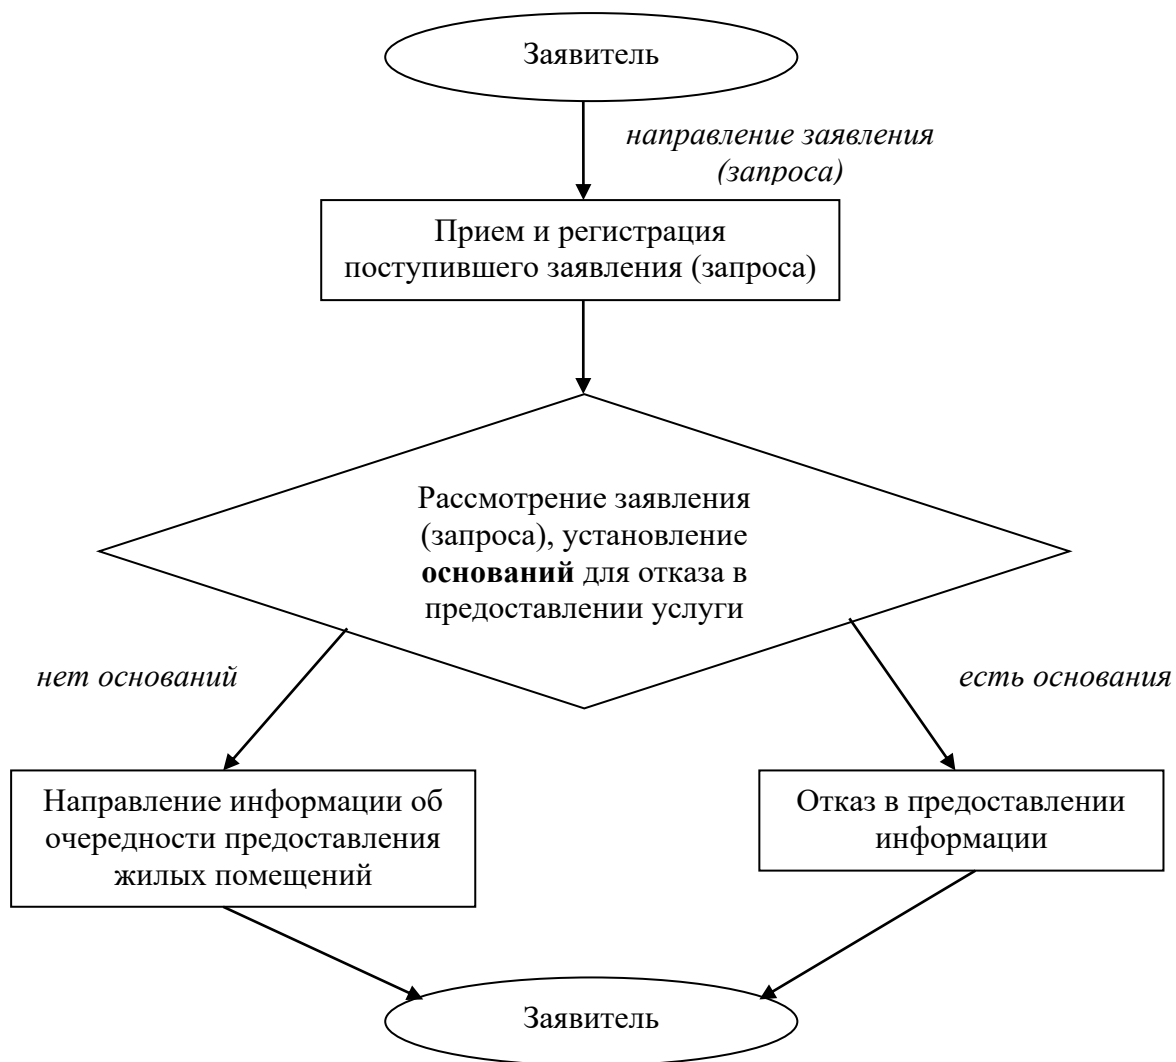 Заявитель
направление заявления
(запроса)
Прием и регистрация
поступившего заявления (запроса)
Рассмотрение заявления
(запроса), установление
оснований для отказа в
предоставлении услуги
нет оснований
есть основания
Направление информации об
очередности предоставления
жилых помещений
Отказ в предоставлении
информации
Заявитель